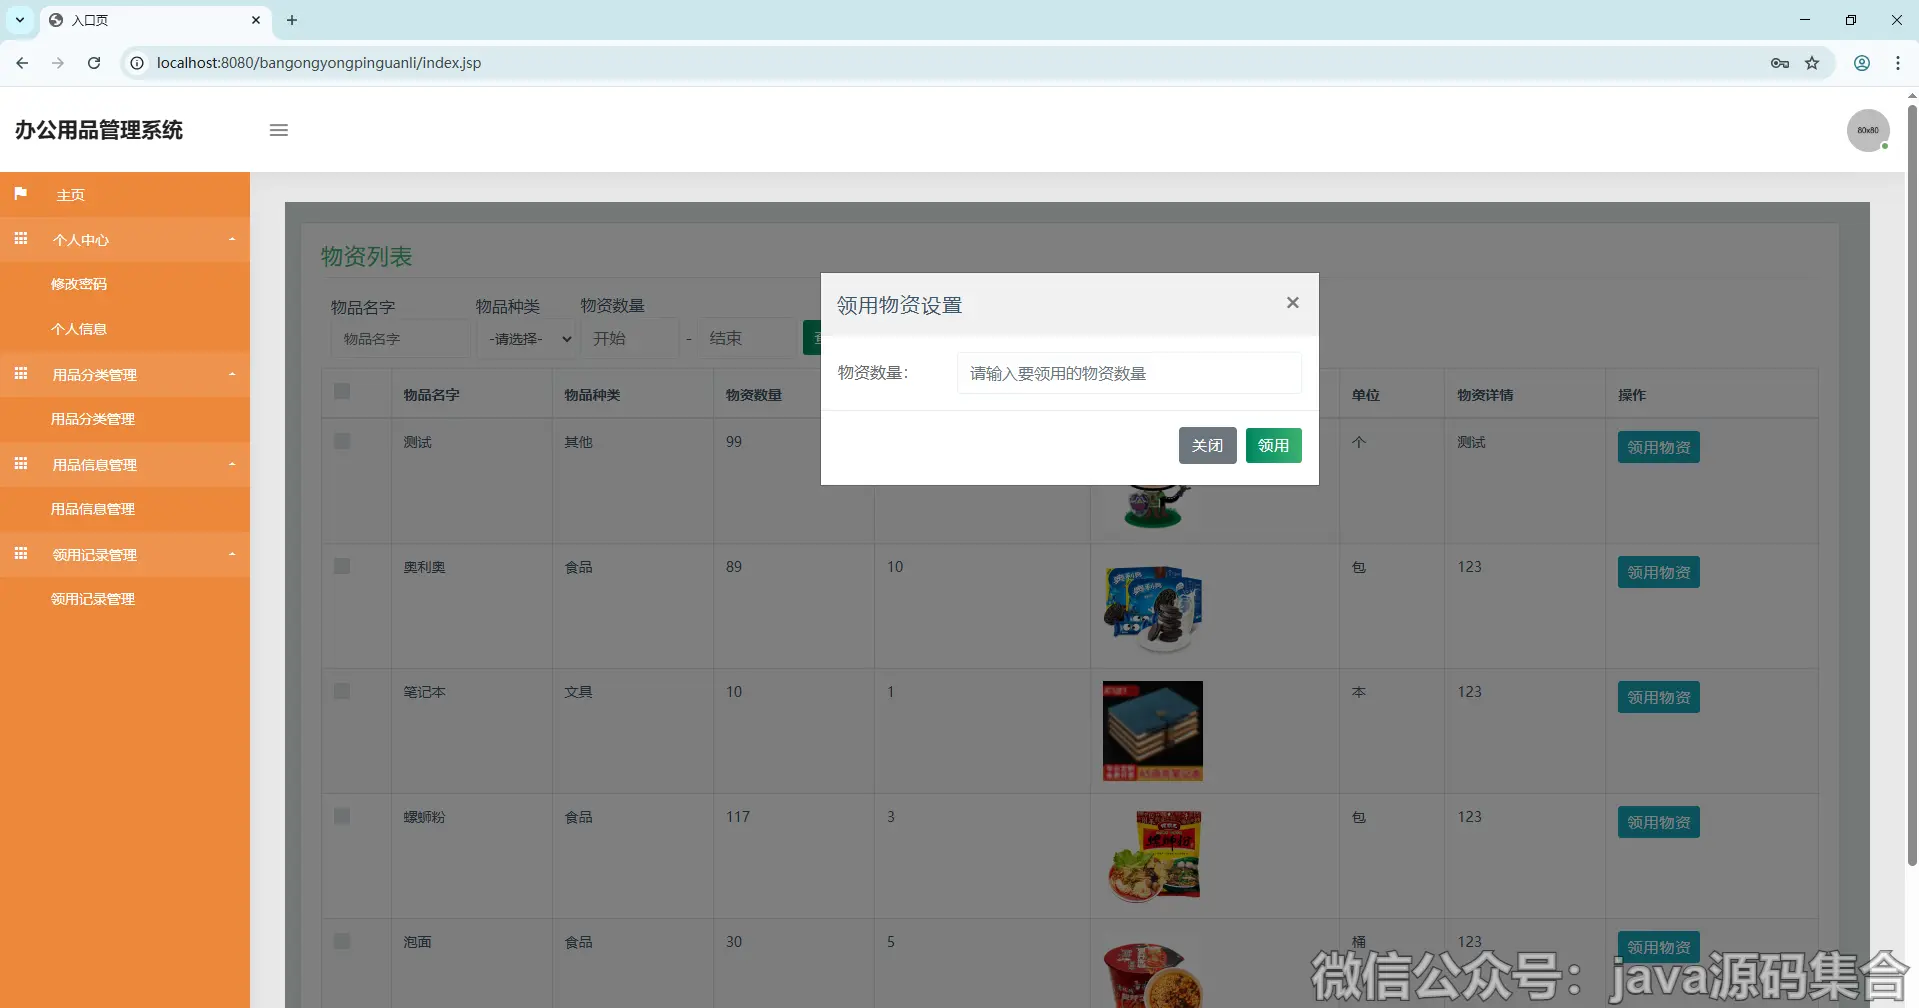 入口页
localhost:8080/bangongyongpinguanli/index.jsp
办公用品管理系统
80x80
主页
个人中心
修改密码
个人信息
用品分类管理
用品分类管理
用品信息管理
用品信息管理
领用记录管理
领用记录管理
物资列表
物品名字 物品种类 物资数量
物品名字 -请选择- 开始 - 结束
领用物资设置
物资数量： 请输入要领用的物资数量
关闭 领用
物品名字 物品种类 物资数量 单位 物资详情 操作
测试 其他 99 个 测试 领用物资
奥利奥 食品 89 10 包 123 领用物资
笔记本 文具 10 1 本 123 领用物资
螺蛳粉 食品 117 3 包 123 领用物资
泡面 食品 30 5 桶 123 领用物资
微信公众号：java源码集合